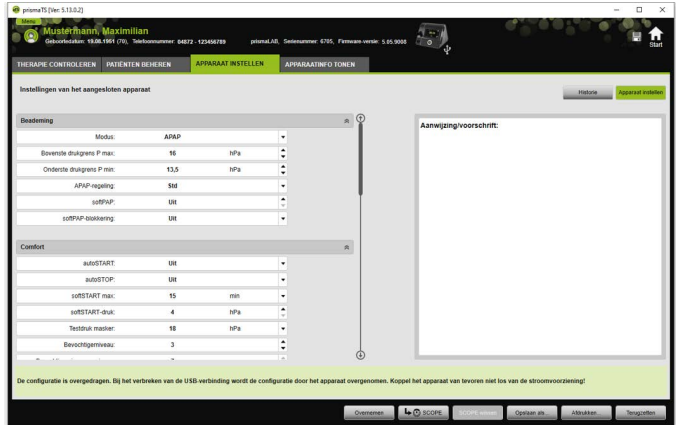 prismaTS [Ver: 5.13.0.2]
Menu
Mustermann, Maximilian
Geboortedatum: 19.08.1961 (70), Telefoonnummer: 04872 - 123456789 prismaLAB, Serienummer: 6705, Firmware-versie: 5.05.9008
Start
THERAPIE CONTROLEREN PATIËNTEN BEHEREN APPARAAT INSTELLEN APPARAATINFO TONEN
Instellingen van het aangesloten apparaat
Historie Apparaat instellen
Beademing
Modus: APAP
Bovenste drukgrens P max: 16 hPa
Onderste drukgrens P min: 13,5 hPa
APAP-regeling: Std
softPAP: Uit
softPAP-blokkering: Uit
Comfort
autoSTART: Uit
autoSTOP: Uit
softSTART max: 15 min
softSTART-druk: 4 hPa
Testdruk masker: 18 hPa
Bevochtigerniveau: 3
Aanwijzing/voorschrift:
De configuratie is overgedragen. Bij het verbreken van de USB-verbinding wordt de configuratie door het apparaat overgenomen. Koppel het apparaat van tevoren niet los van de stroomvoorziening!
Overnemen SCOPE SCOPE Opslaan als... Afdrukken... Terugzetten